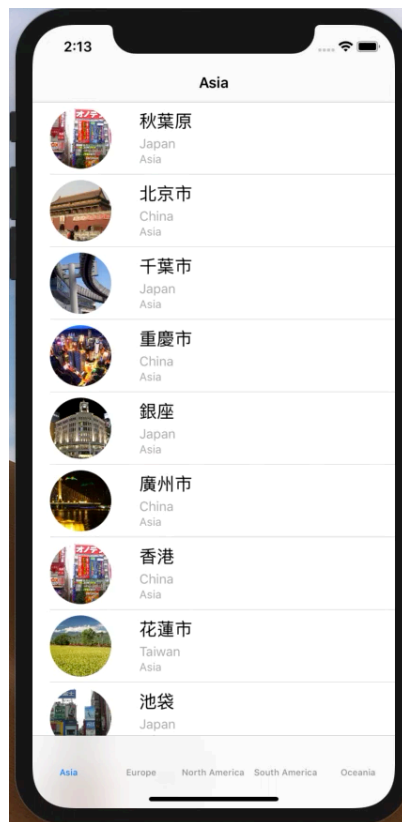 2:13
Asia
秋葉原
Japan
Asia
北京市
China
Asia
千葉市
Japan
Asia
重慶市
China
Asia
銀座
Japan
Asia
廣州市
China
Asia
香港
China
Asia
花蓮市
Taiwan
Asia
池袋
Japan
Asia Europe North America South America Oceania